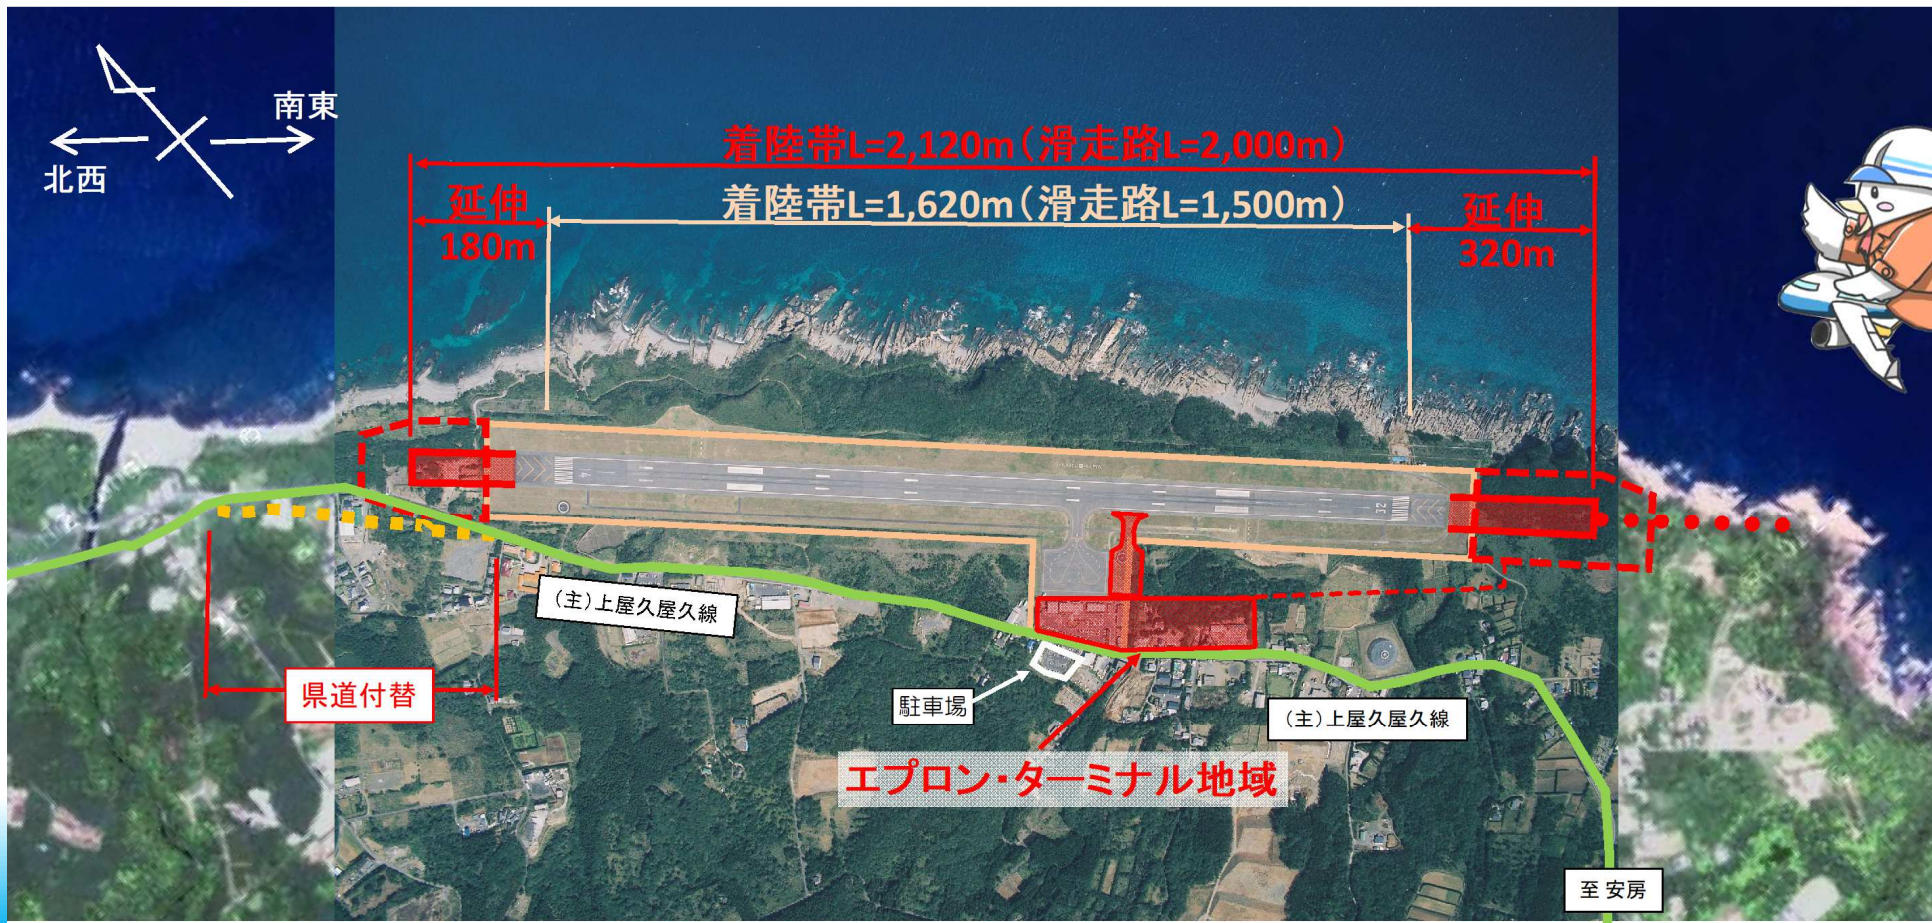 南東
北西
着陸帯L=2,120m（滑走路L=2,000m）
延伸
180m
着陸帯L=1,620m（滑走路L=1,500m）
延伸
320m
14
32
（主）上屋久屋久線
県道付替
駐車場
（主）上屋久屋久線
エプロン・ターミナル地域
至 安房